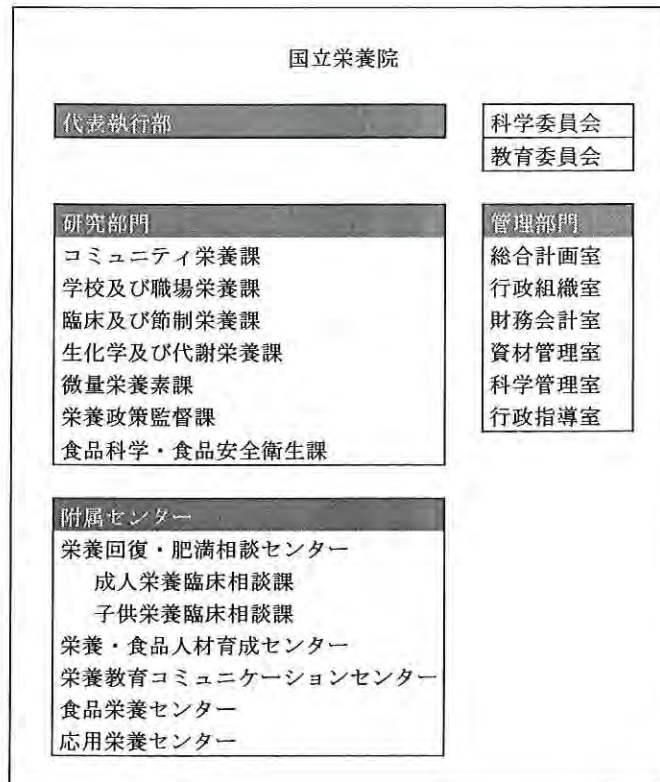 国立栄養院
代表執行部
科学委員会
教育委員会
研究部門
コミュニティ栄養課
学校及び職場栄養課
臨床及び節制栄養課
生化学及び代謝栄養課
微量栄養素課
栄養政策監督課
食品科学・食品安全衛生課
管理部門
総合計画室
行政組織室
財務会計室
資材管理室
科学管理室
行政指導室
附属センター
栄養回復・肥満相談センター
成人栄養臨床相談課
子供栄養臨床相談課
栄養・食品人材育成センター
栄養教育コミュニケーションセンター
食品栄養センター
応用栄養センター